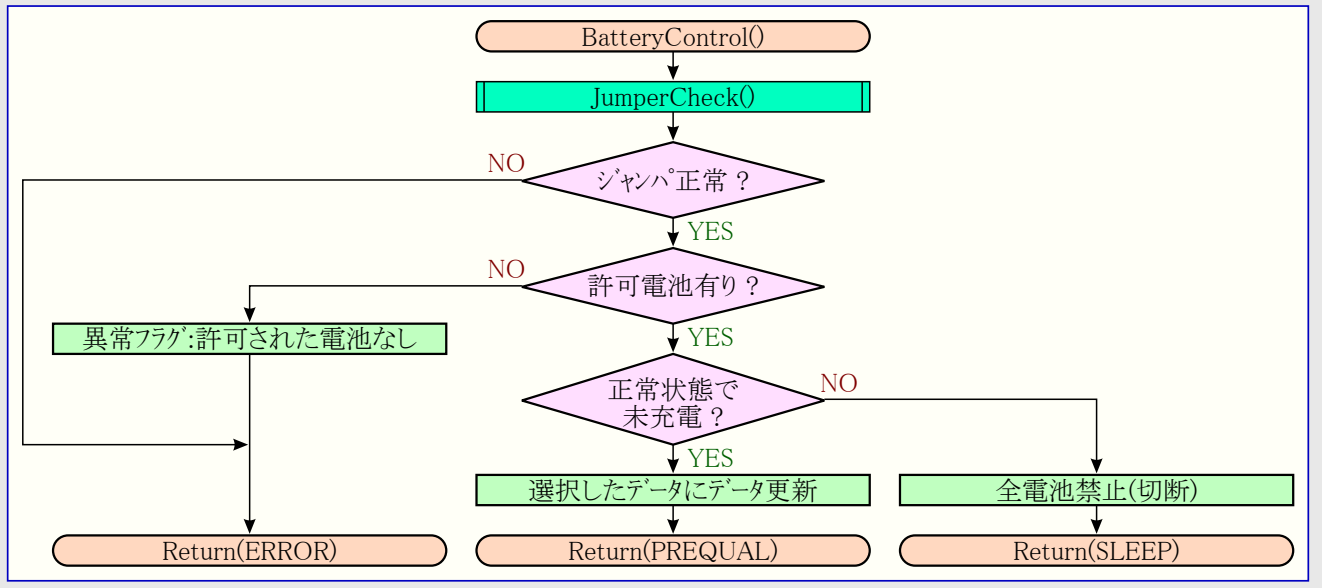 BatteryControl()
JumperCheck()
NO
ジャンパ正常 ?
YES
NO
許可電池有り ?
異常フラグ:許可された電池なし
YES
正常状態で
未充電 ?
NO
YES
選択したデータにデータ更新
全電池禁止(切断)
Return(ERROR)
Return(PREQUAL)
Return(SLEEP)